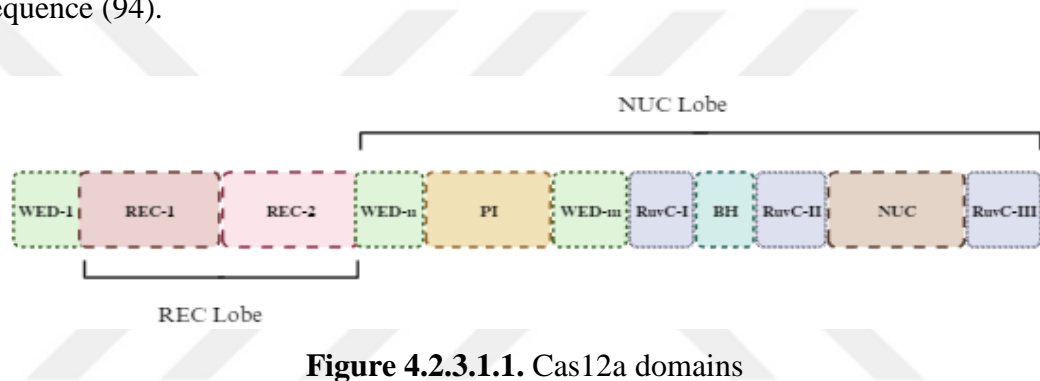 equence (94).
NUC Lobe
WED-1 REC-1 REC-2 WED-II PI WED-III RuvC-I BH RuvC-II NUC RuvC-III
REC Lobe
Figure 4.2.3.1.1. Cas12a domains